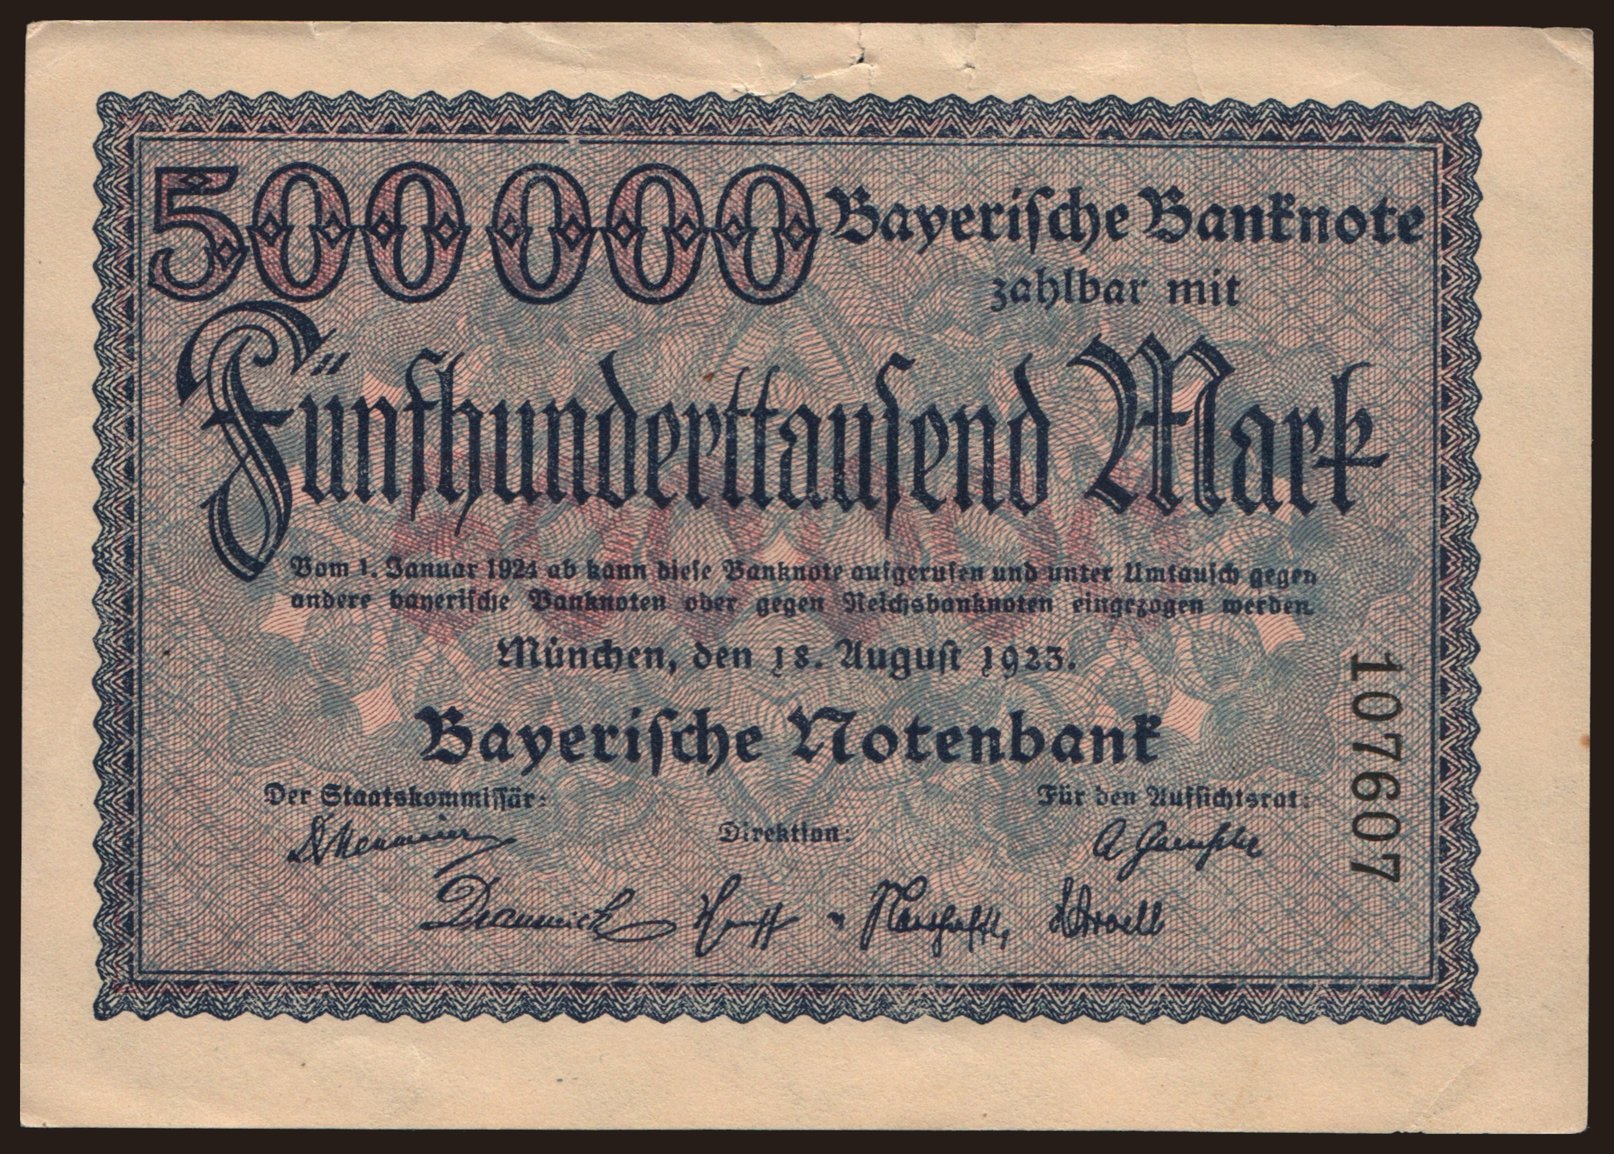 500000 Bayerische Banknote
zahlbar mit
Fünfhunderttausend Mark
Vom 1. Januar 1924 ab kann diese Banknote aufgerufen und unter Umtausch gegen
andere bayerische Banknoten oder gegen Reichsbanknoten eingezogen werden.
München, den 18. August 1923.
Bayerische Notenbank
Der Staatskommissär:
Für den Aufsichtsrat:
Direktion:
107607